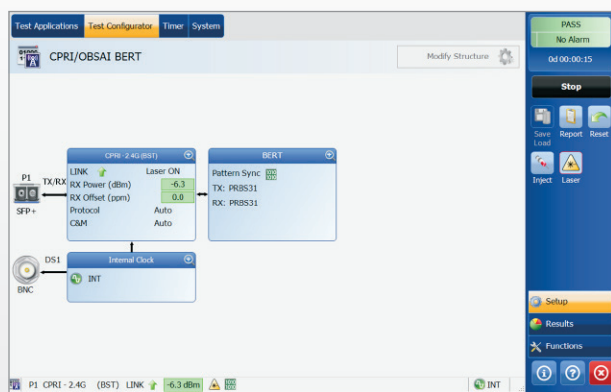 Test Applications Test Configurator Timer System
CPRI/OBSAI BERT
Modify Structure
PASS
No Alarm
0d 00:00:15
Stop
Save
Load
Report
Reset
Inject
Laser
P1
TX/RX
SFP+
CPRI - 2.4G (BST)
LINK Laser ON
RX Power (dBm) -6.3
RX Offset (ppm) 0.0
Protocol Auto
C&M Auto
BERT
Pattern Sync
TX: PRBS31
RX: PRBS31
DS1
BNC
Internal Clock
INT
Setup
Results
Functions
P1 CPRI - 2.4G (BST) LINK -6.3 dBm
INT